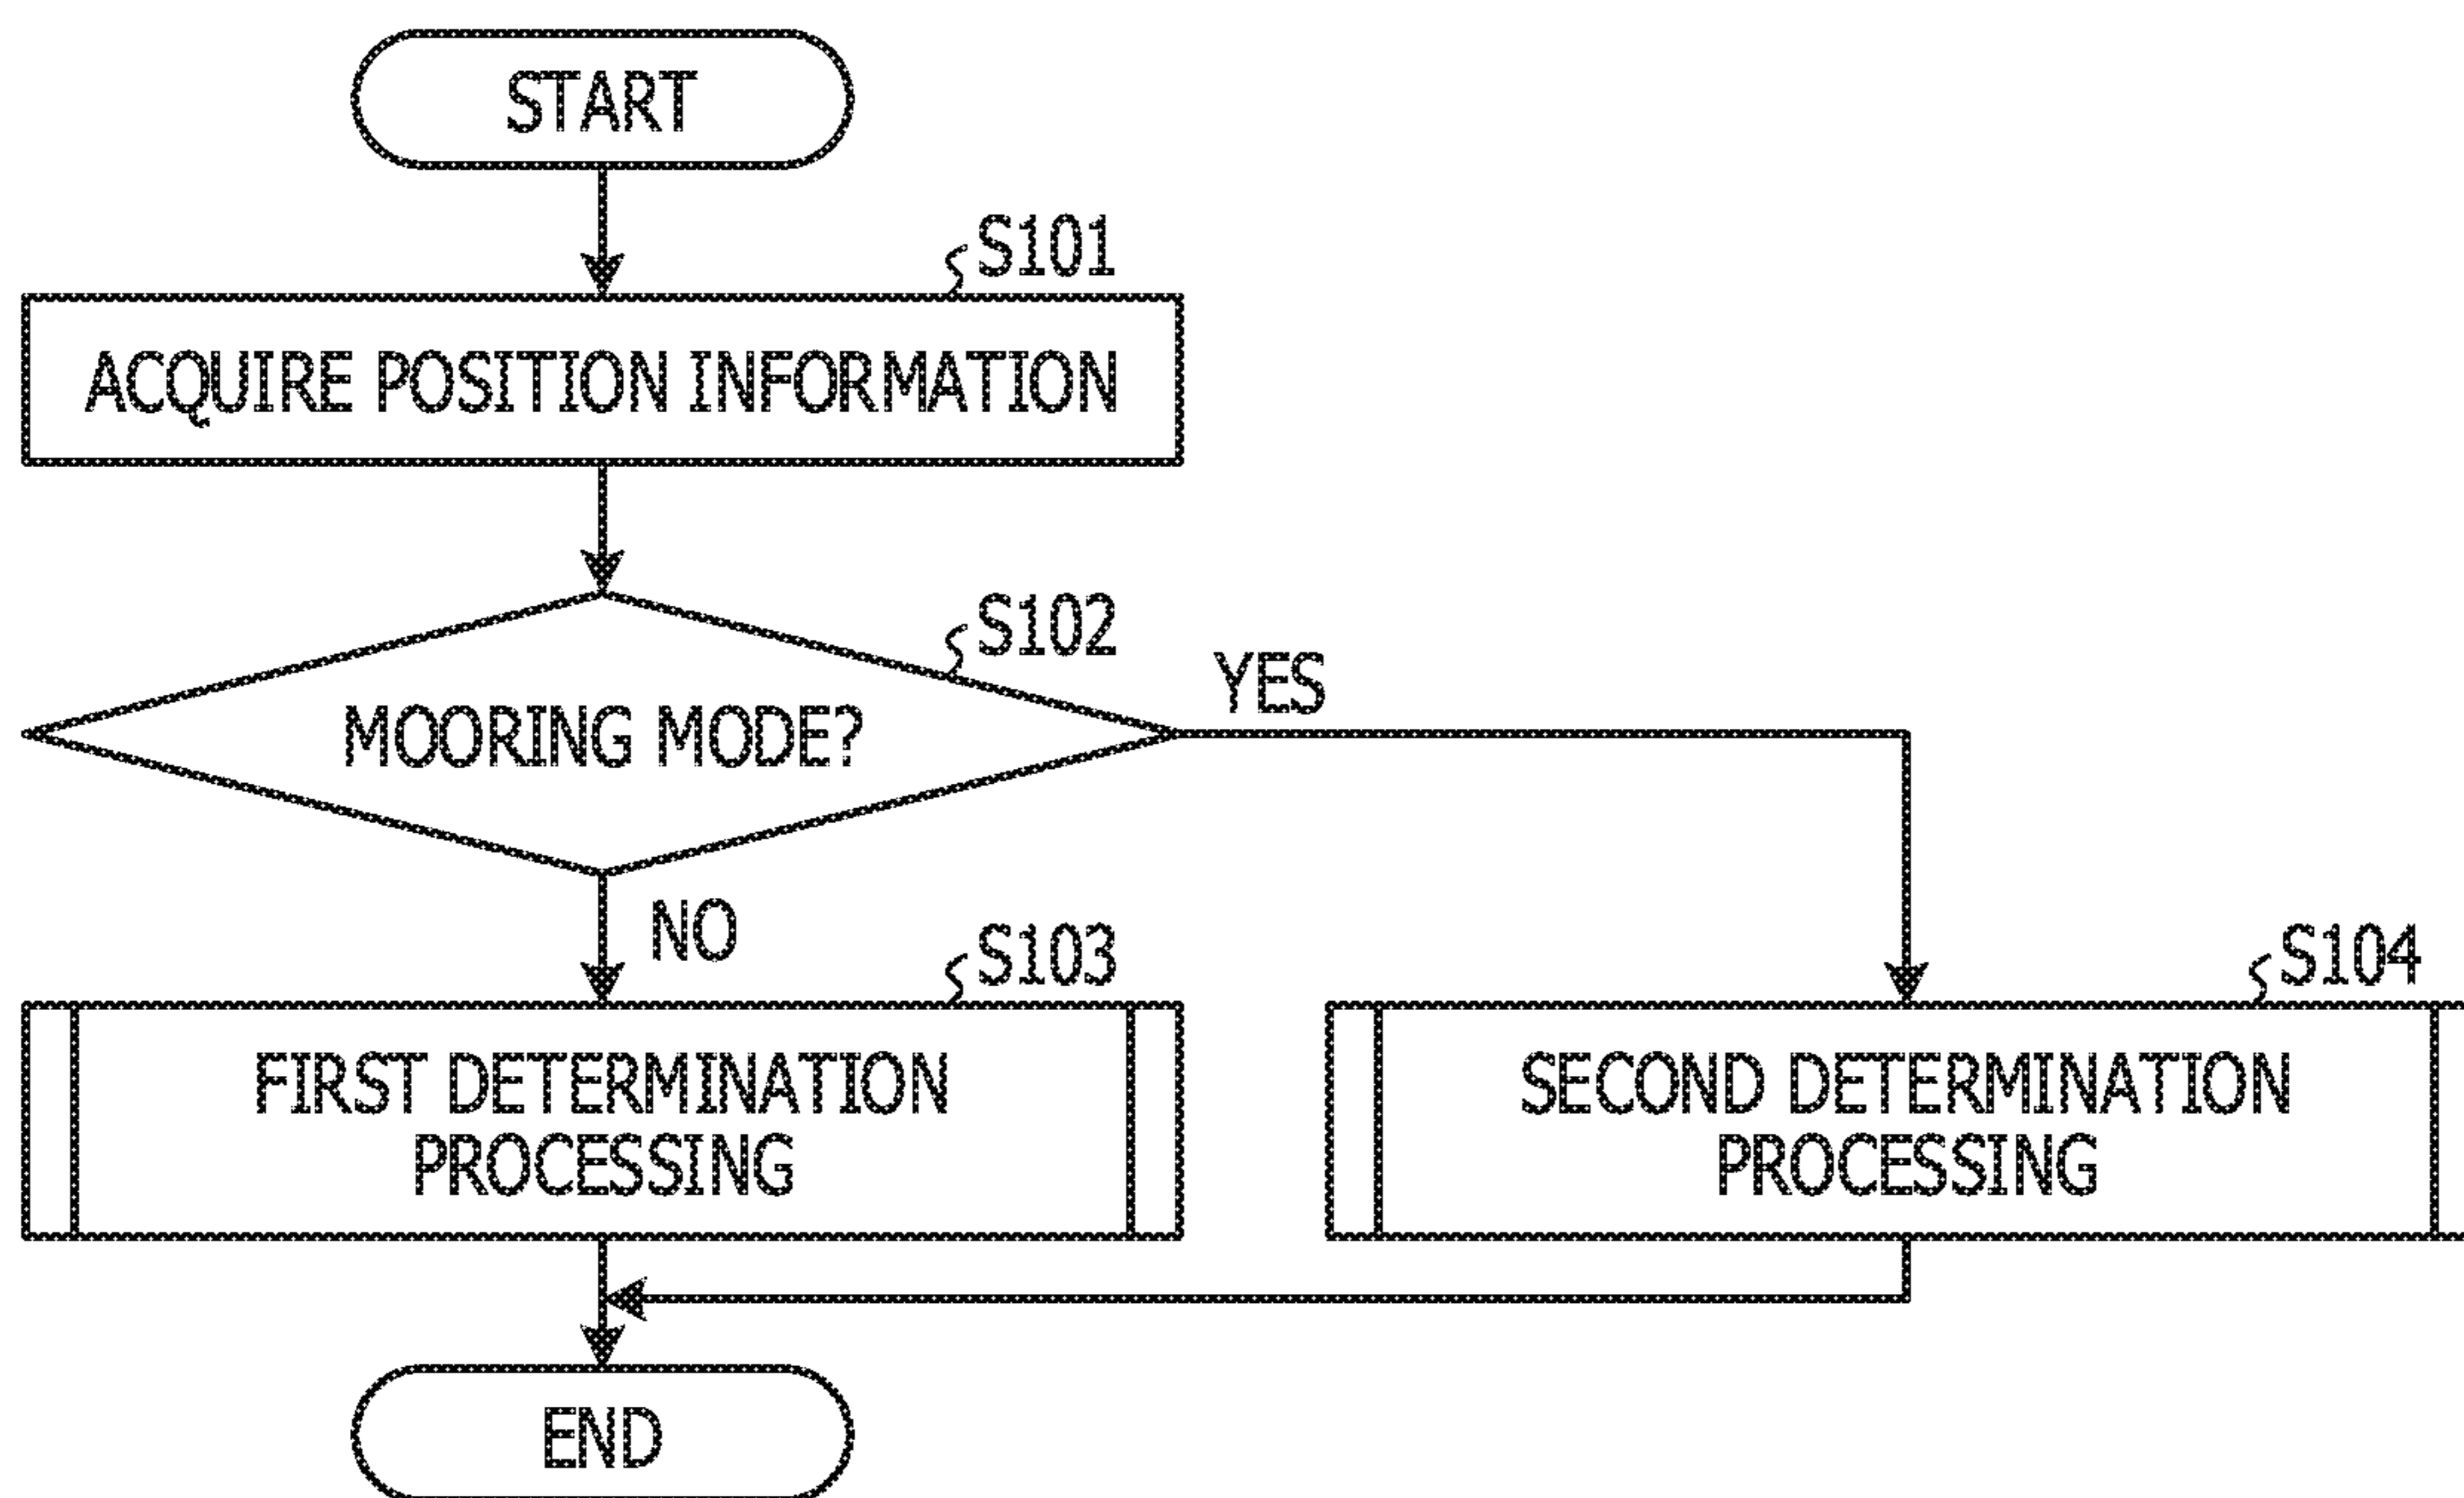 START
S101
ACQUIRE POSITION INFORMATION
S102
MOORING MODE?
YES
NO
S103
FIRST DETERMINATION
PROCESSING
S104
SECOND DETERMINATION
PROCESSING
END